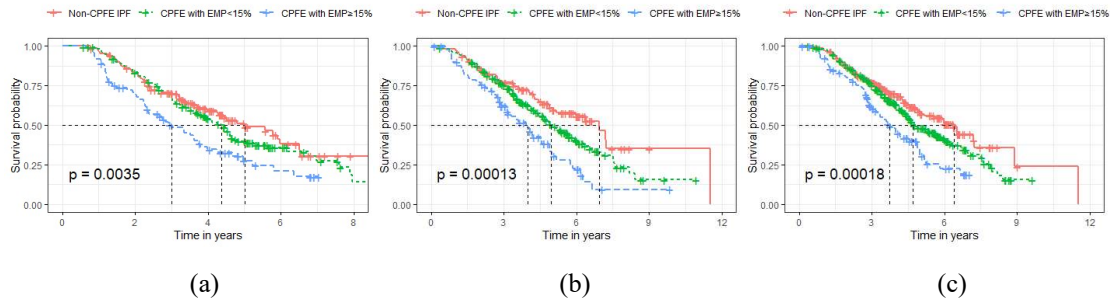 Non-CPFE IPF CPFE with EMP<15% CPFE with EMP≥15%
1.00
0.75
0.50
0.25
0.00
Survival probability
p = 0.0035
0 2 4 6 8
Time in years
(a)
Non-CPFE IPF CPFE with EMP<15% CPFE with EMP≥15%
1.00
0.75
0.50
0.25
0.00
Survival probability
p = 0.00013
0 3 6 9 12
Time in years
(b)
Non-CPFE IPF CPFE with EMP<15% CPFE with EMP≥15%
1.00
0.75
0.50
0.25
0.00
Survival probability
p = 0.00018
0 3 6 9 12
Time in years
(c)